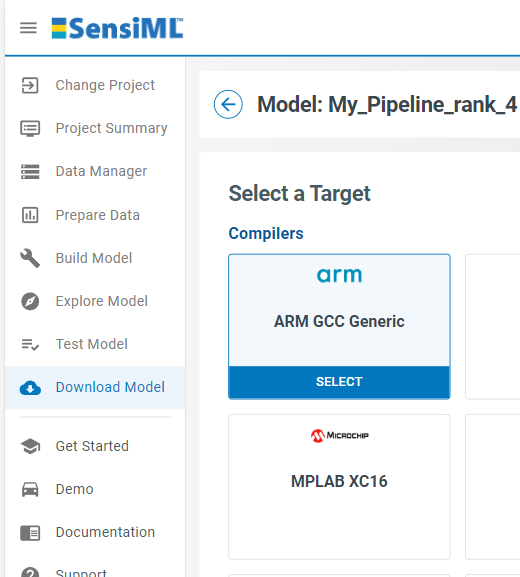 SensiML™
Change Project
Project Summary
Data Manager
Prepare Data
Build Model
Explore Model
Test Model
Download Model
Get Started
Demo
Documentation
Support
Model: My_Pipeline_rank_4
Select a Target
Compilers
arm
ARM GCC Generic
SELECT
MICROCHIP
MPLAB XC16